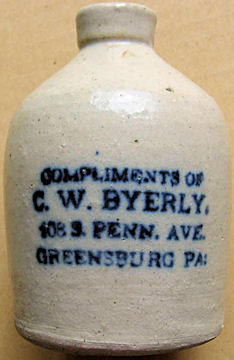 COMPLIMENTS OF
C. W. BYERLY,
108 S. PENN. AVE.
GREENSBURG PA.